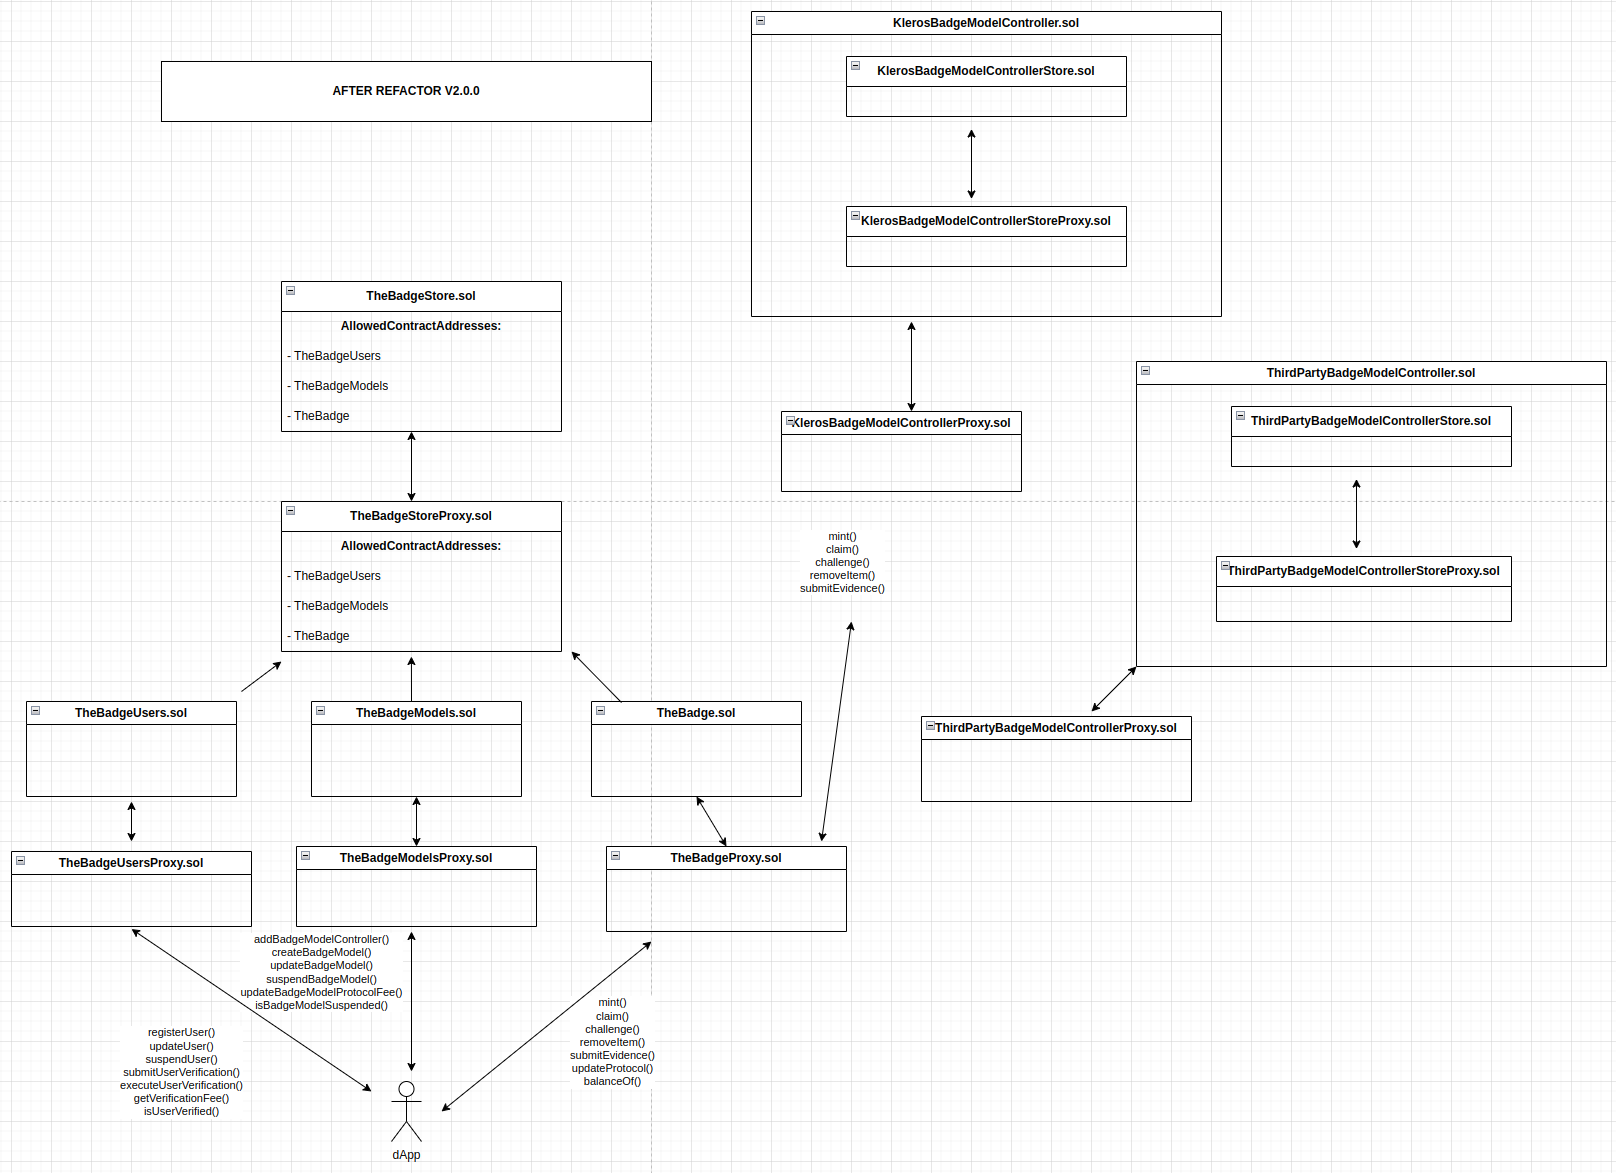 KlerosBadgeModelController.sol
KlerosBadgeModelControllerStore.sol
AFTER REFACTOR V2.0.0
KlerosBadgeModelControllerStoreProxy.sol
TheBadgeStore.sol
AllowedContractAddresses:
- TheBadgeUsers
- TheBadgeModels
- TheBadge
ThirdPartyBadgeModelController.sol
ThirdPartyBadgeModelControllerStore.sol
KlerosBadgeModelControllerProxy.sol
TheBadgeStoreProxy.sol
AllowedContractAddresses:
- TheBadgeUsers
- TheBadgeModels
- TheBadge
mint()
claim()
challenge()
removeItem()
submitEvidence()
ThirdPartyBadgeModelControllerStoreProxy.sol
TheBadgeUsers.sol
TheBadgeModels.sol
TheBadge.sol
ThirdPartyBadgeModelControllerProxy.sol
TheBadgeUsersProxy.sol
TheBadgeModelsProxy.sol
TheBadgeProxy.sol
addBadgeModelController()
createBadgeModel()
updateBadgeModel()
suspendBadgeModel()
updateBadgeModelProtocolFee()
isBadgeModelSuspended()
registerUser()
updateUser()
suspendUser()
submitUserVerification()
executeUserVerification()
getVerificationFee()
isUserVerified()
mint()
claim()
challenge()
removeItem()
submitEvidence()
updateProtocol()
balanceOf()
dApp